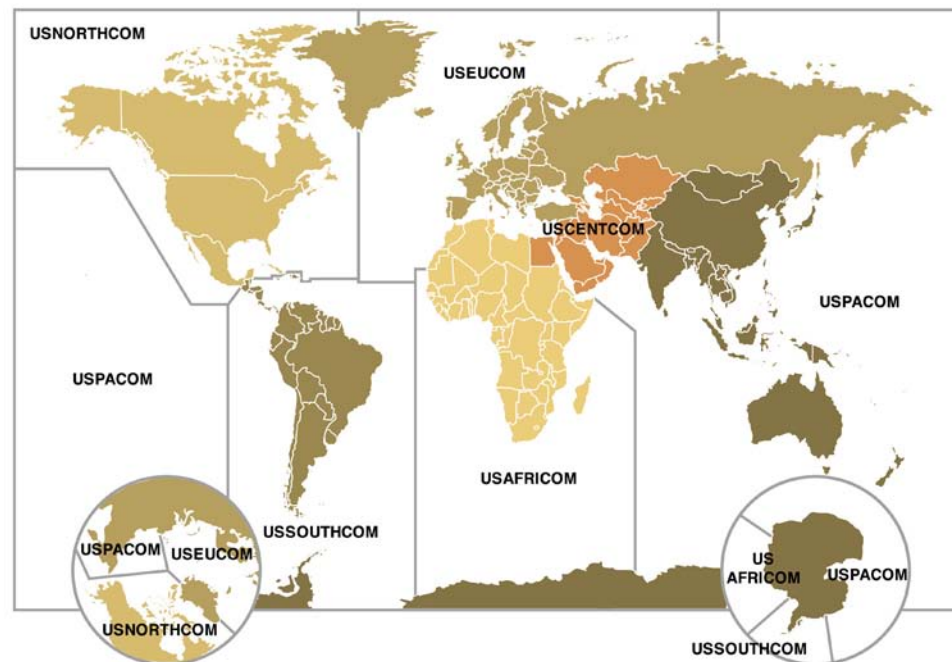 USNORTHCOM
USEUCOM
USCENTCOM
USPACOM
USPACOM
USAFRICOM
USSOUTHCOM
USPACOM
USEUCOM
USNORTHCOM
US
AFRICOM
USPACOM
USSOUTHCOM